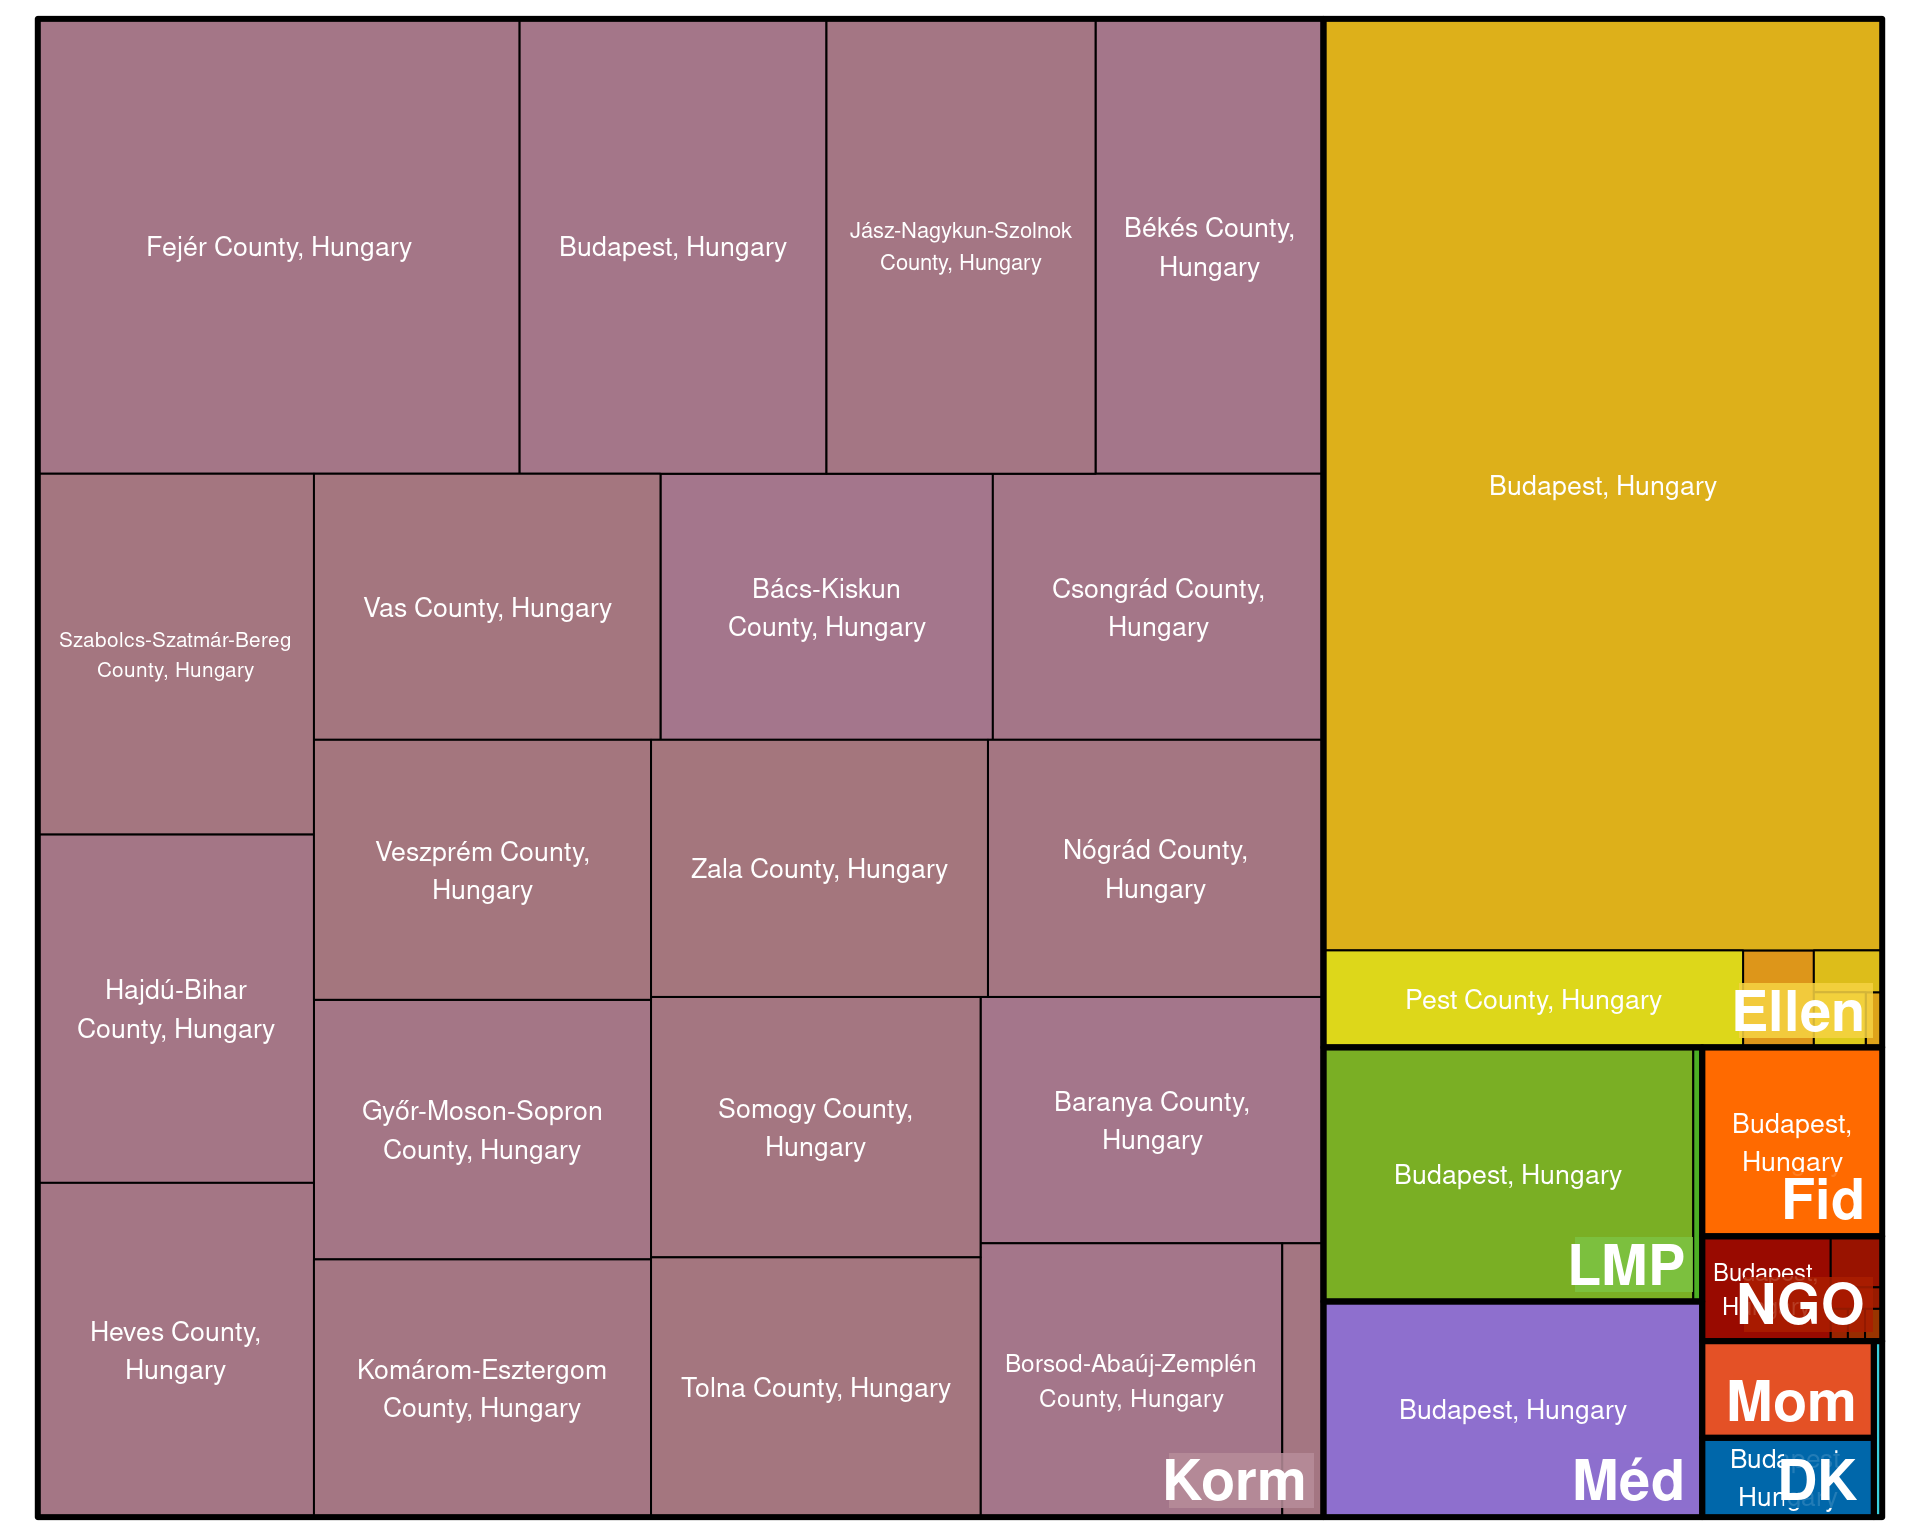 Fejér County, Hungary
Budapest, Hungary
Jász-Nagykun-Szolnok
County, Hungary
Békés County,
Hungary
Szabolcs-Szatmár-Bereg
County, Hungary
Vas County, Hungary
Bács-Kiskun
County, Hungary
Csongrád County,
Hungary
Hajdú-Bihar
County, Hungary
Veszprém County,
Hungary
Zala County, Hungary
Nógrád County,
Hungary
Heves County,
Hungary
Győr-Moson-Sopron
County, Hungary
Somogy County,
Hungary
Baranya County,
Hungary
Komárom-Esztergom
County, Hungary
Tolna County, Hungary
Borsod-Abaúj-Zemplén
County, Hungary
Korm
Budapest, Hungary
Pest County, Hungary
Ellen
Budapest, Hungary
LMP
Budapest, Hungary
Méd
Budapest,
Hungary
Fid
Budapest,
Hungary
NGO
Mom
Budapest,
Hungary
DK